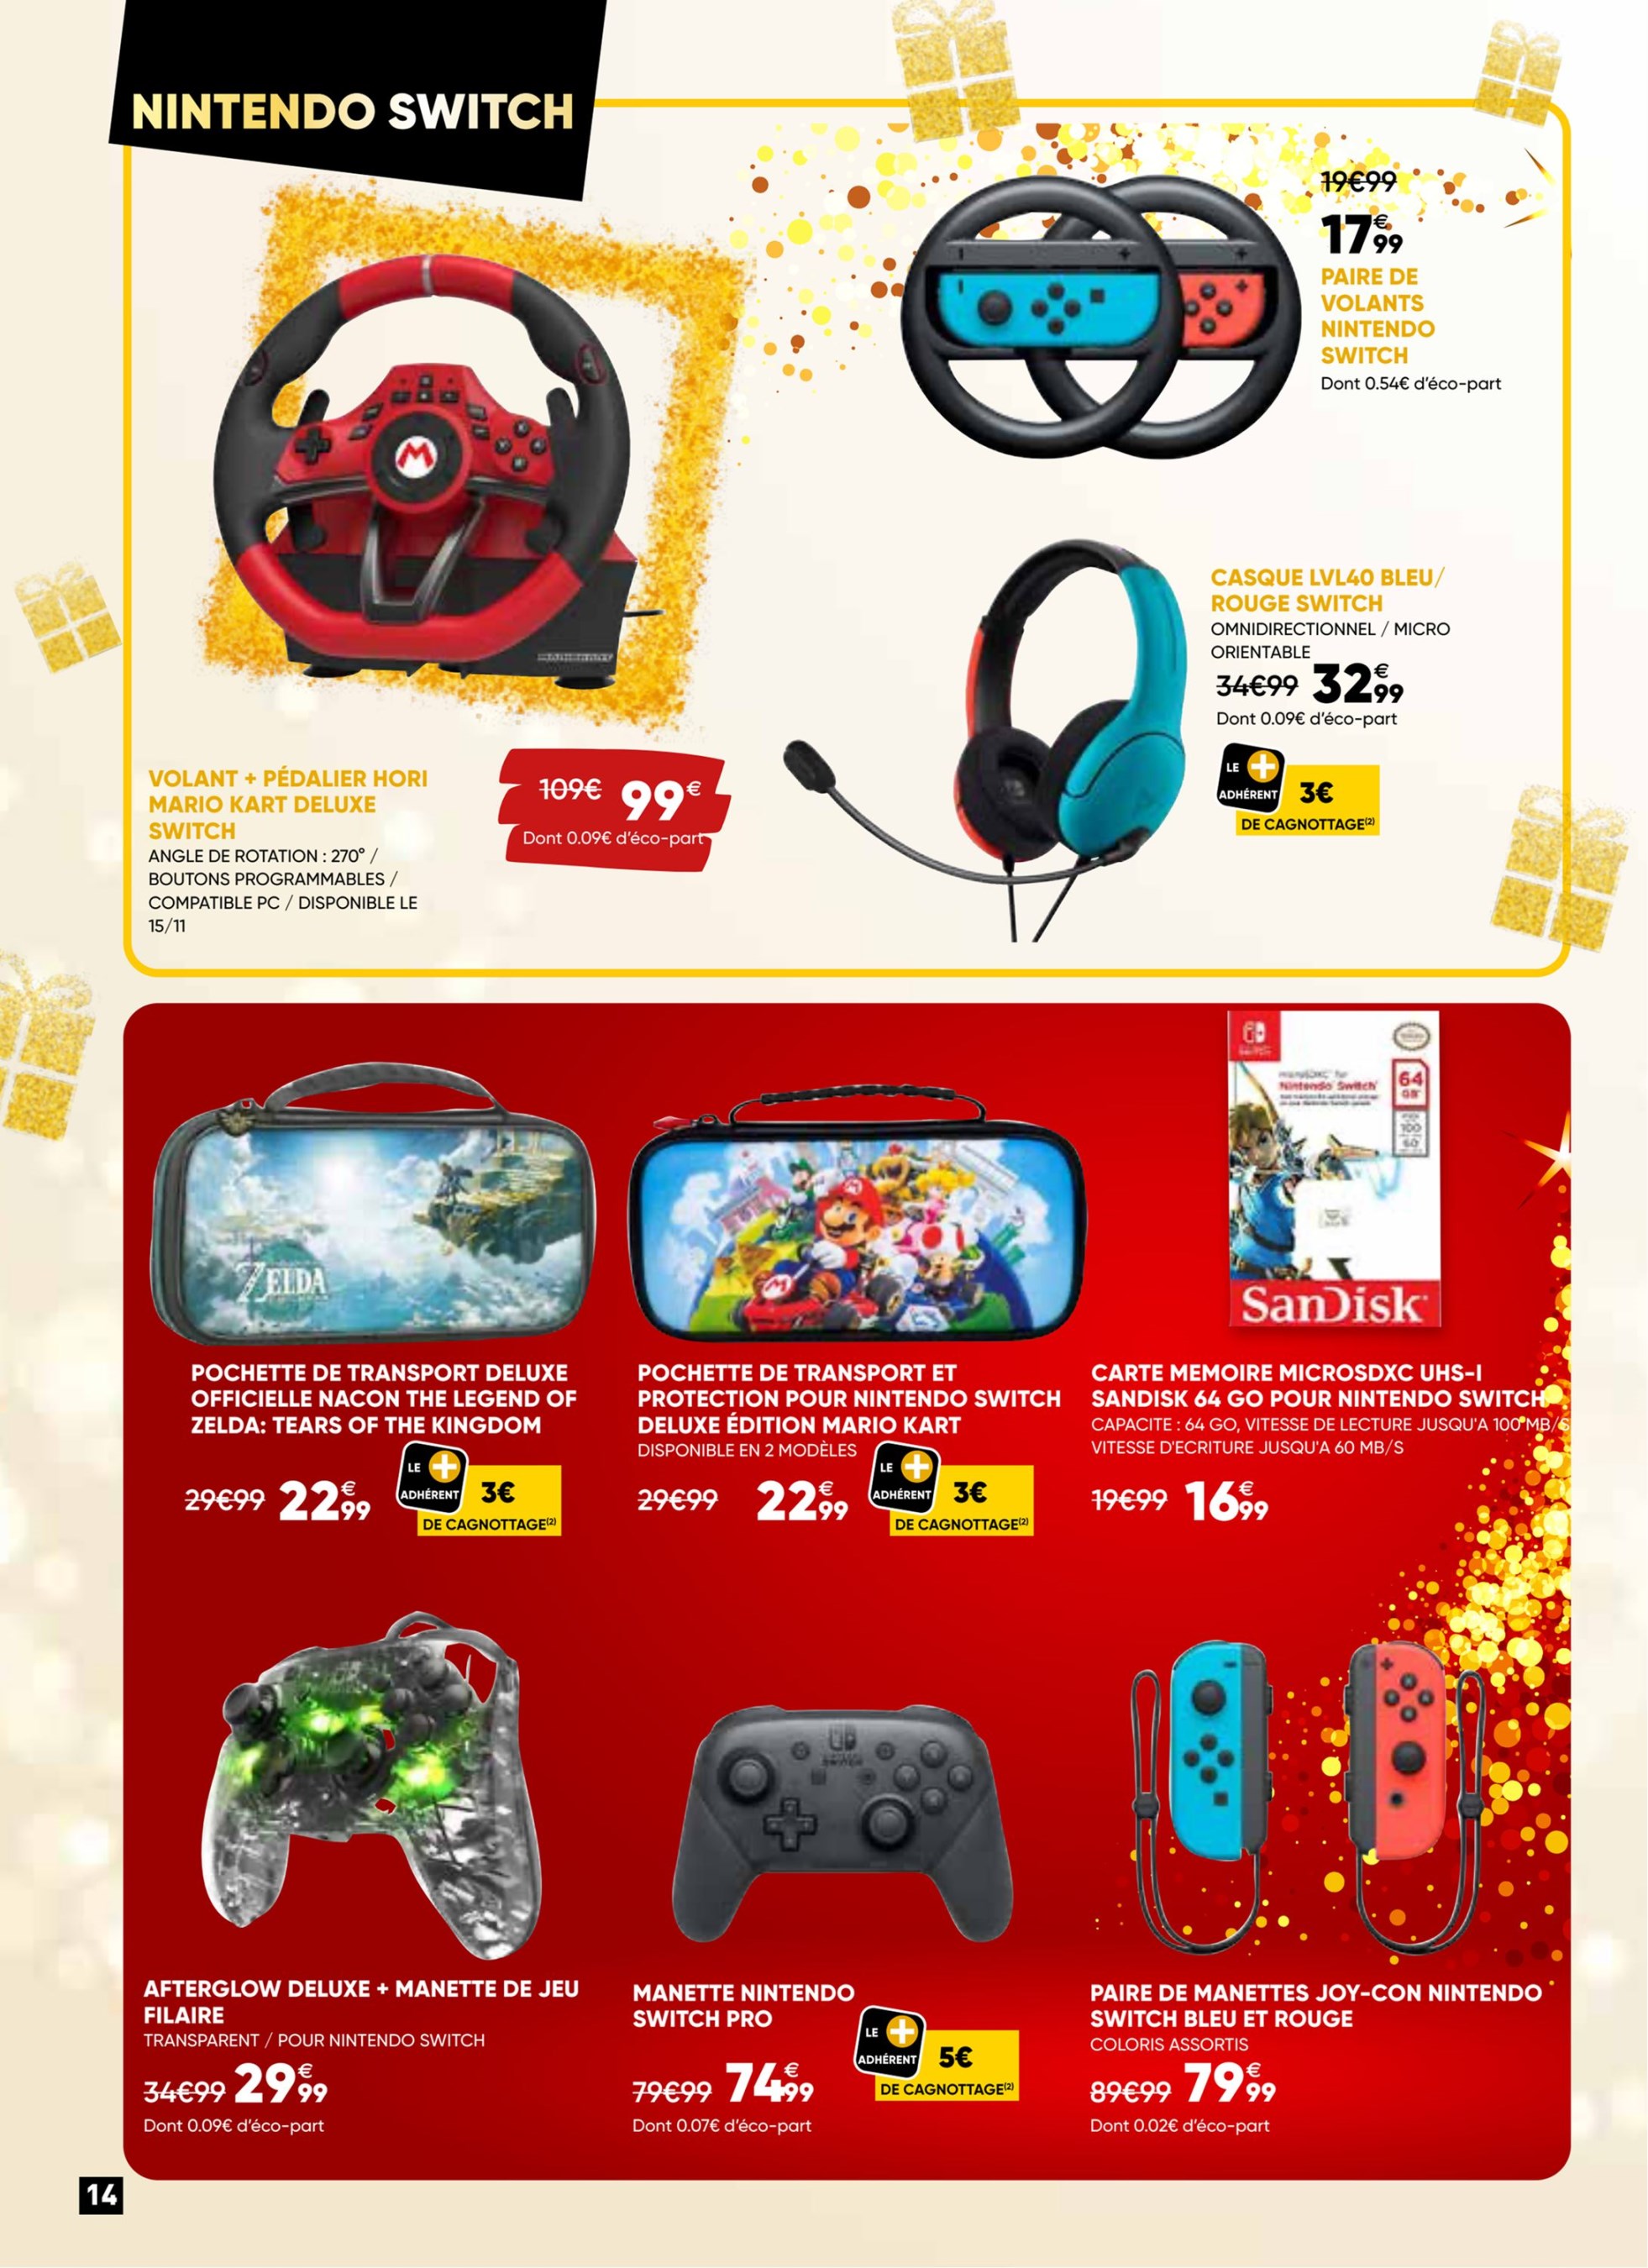 NINTENDO SWITCH
19€99
17€99
PAIRE DE
VOLANTS
NINTENDO
SWITCH
Dont 0.54€ d'éco-part
CASQUE LVL40 BLEU/
ROUGE SWITCH
OMNIDIRECTIONNEL / MICRO
ORIENTABLE
34€99 32€99
Dont 0.09€ d'éco-part
LE +
ADHÉRENT 3€
DE CAGNOTTAGE(2)
VOLANT + PÉDALIER HORI
MARIO KART DELUXE
SWITCH
ANGLE DE ROTATION : 270° /
BOUTONS PROGRAMMABLES /
COMPATIBLE PC / DISPONIBLE LE
15/11
109€ 99€
Dont 0.09€ d'éco-part
ZELDA
Nintendo Switch
64
GB
100
60
SanDisk
POCHETTE DE TRANSPORT DELUXE
OFFICIELLE NACON THE LEGEND OF
ZELDA: TEARS OF THE KINGDOM
29€99 22€99
LE +
ADHÉRENT 3€
DE CAGNOTTAGE(2)
POCHETTE DE TRANSPORT ET
PROTECTION POUR NINTENDO SWITCH
DELUXE ÉDITION MARIO KART
DISPONIBLE EN 2 MODÈLES
29€99 22€99
LE +
ADHÉRENT 3€
DE CAGNOTTAGE(2)
CARTE MEMOIRE MICROSDXC UHS-I
SANDISK 64 GO POUR NINTENDO SWITCH
CAPACITE : 64 GO, VITESSE DE LECTURE JUSQU'A 100 MB/S
VITESSE D'ECRITURE JUSQU'A 60 MB/S
19€99 16€99
AFTERGLOW DELUXE + MANETTE DE JEU
FILAIRE
TRANSPARENT / POUR NINTENDO SWITCH
34€99 29€99
Dont 0.09€ d'éco-part
MANETTE NINTENDO
SWITCH PRO
79€99 74€99
Dont 0.07€ d'éco-part
LE +
ADHÉRENT 5€
DE CAGNOTTAGE(2)
PAIRE DE MANETTES JOY-CON NINTENDO
SWITCH BLEU ET ROUGE
COLORIS ASSORTIS
89€99 79€99
Dont 0.02€ d'éco-part
14